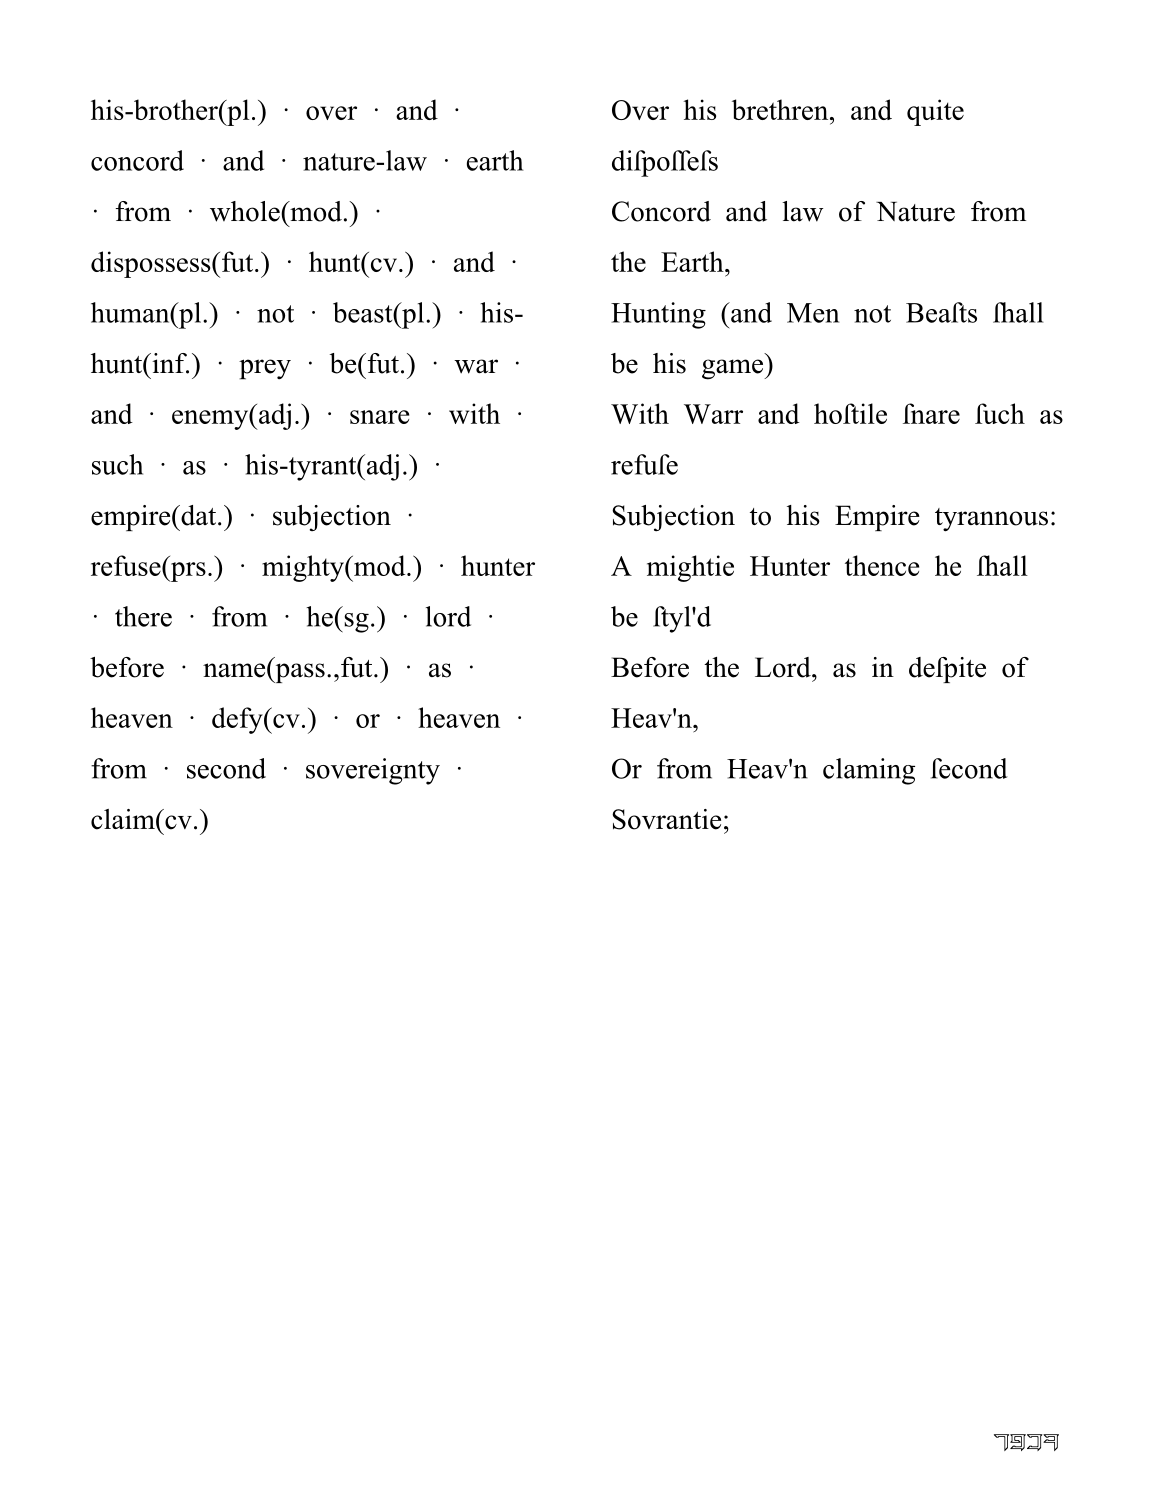 his-brother(pl.) · over · and ·
concord · and · nature-law · earth
· from · whole(mod.) ·
dispossess(fut.) · hunt(cv.) · and ·
human(pl.) · not · beast(pl.) · his-
hunt(inf.) · prey · be(fut.) · war ·
and · enemy(adj.) · snare · with ·
such · as · his-tyrant(adj.) ·
empire(dat.) · subjection ·
refuse(prs.) · mighty(mod.) · hunter
· there · from · he(sg.) · lord ·
before · name(pass.,fut.) · as ·
heaven · defy(cv.) · or · heaven ·
from · second · sovereignty ·
claim(cv.)
Over his brethren, and quite
diſpoſſeſs
Concord and law of Nature from
the Earth,
Hunting (and Men not Beaſts ſhall
be his game)
With Warr and hoſtile ſnare ſuch as
refuſe
Subjection to his Empire tyrannous:
A mightie Hunter thence he ſhall
be ſtyl'd
Before the Lord, as in deſpite of
Heav'n,
Or from Heav'n claming ſecond
Sovrantie;